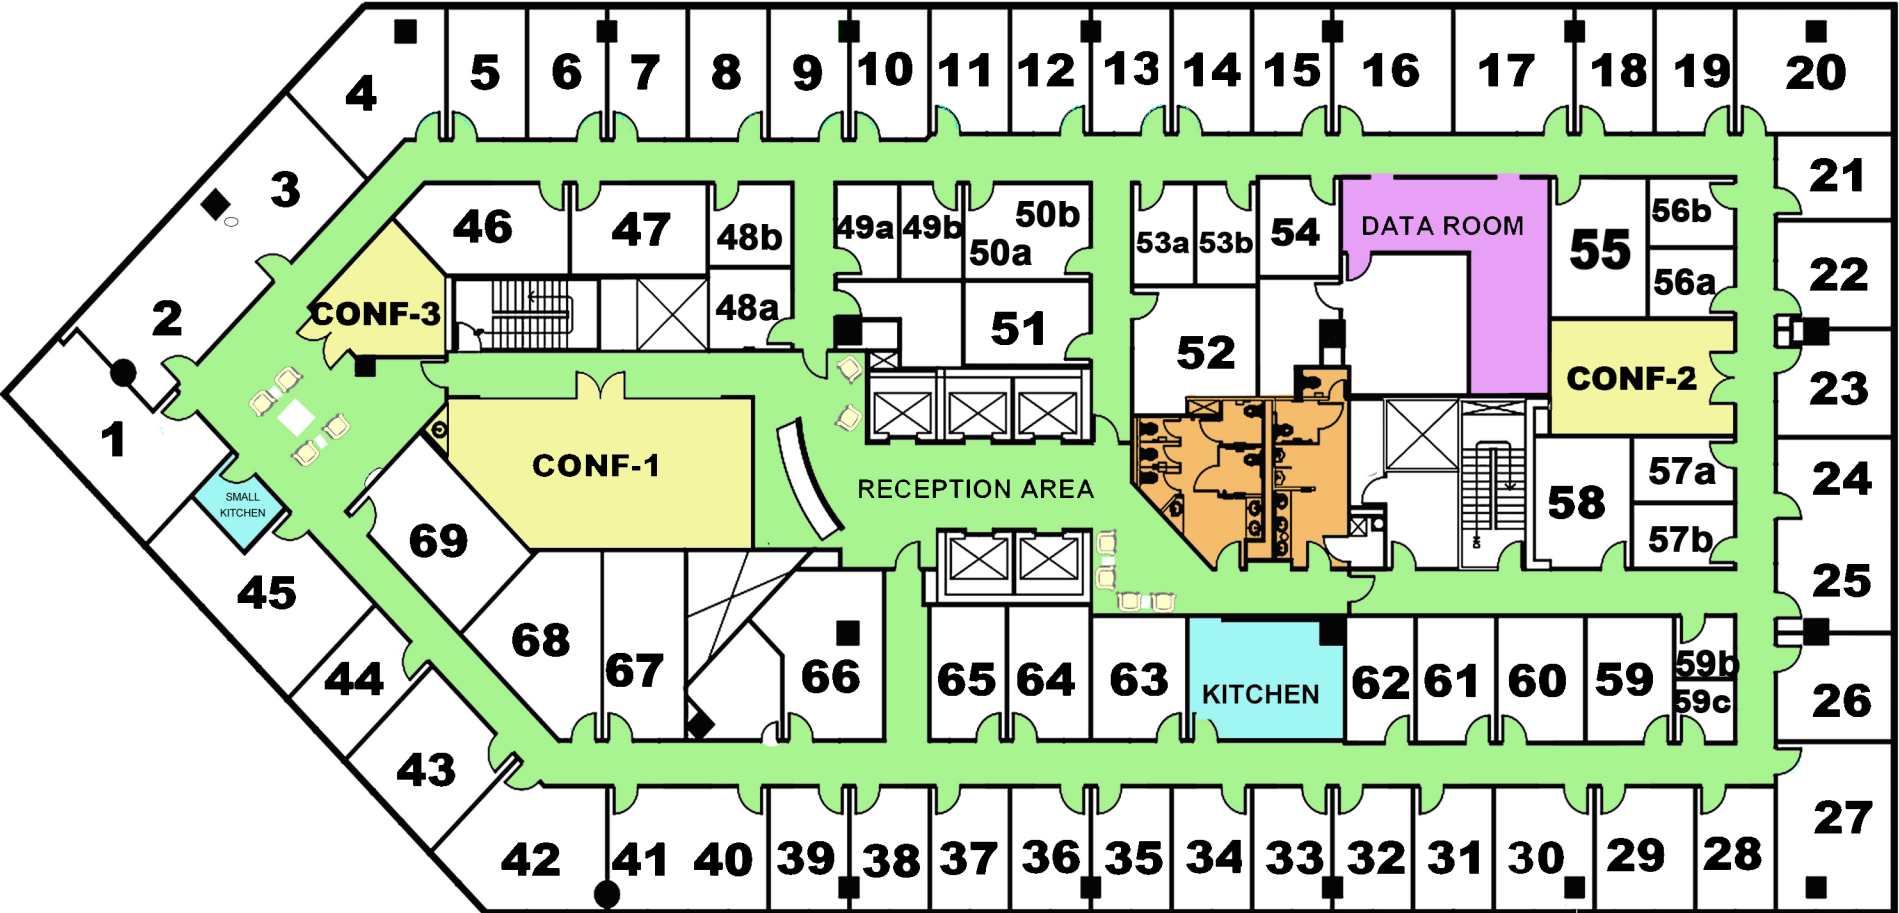 4 5 6 7 8 9 10 11 12 13 14 15 16 17 18 19 20
3
21
46 47 48b 49a 49b 50b 53a 53b 54 DATA ROOM 55 56b
50a
2 CONF-3 48a 51 52 56a 22
CONF-2 23
1 CONF-1
SMALL
KITCHEN
RECEPTION AREA 58 57a 24
69 57b
45 25
68 67 66 65 64 63 KITCHEN 62 61 60 59 59b 26
44 59c
43
42 41 40 39 38 37 36 35 34 33 32 31 30 29 28 27
DN